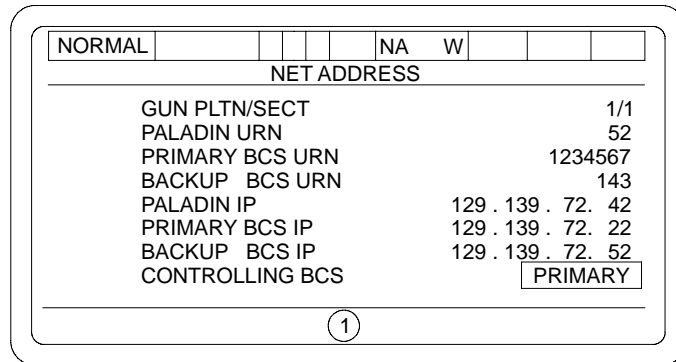 NORMAL NA W
NET ADDRESS
GUN PLTN/SECT 1/1
PALADIN URN 52
PRIMARY BCS URN 1234567
BACKUP BCS URN 143
PALADIN IP 129 . 139 . 72. 42
PRIMARY BCS IP 129 . 139 . 72. 22
BACKUP BCS IP 129 . 139 . 72. 52
CONTROLLING BCS PRIMARY
1